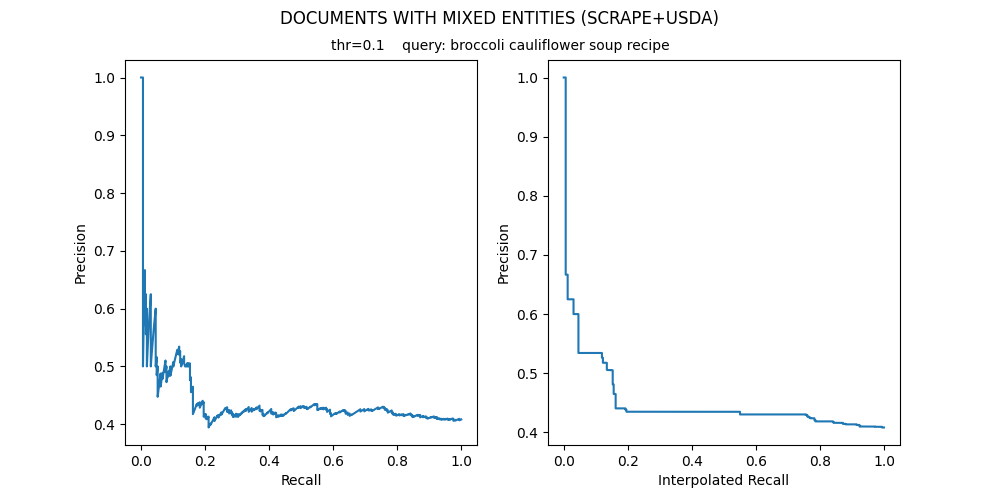 DOCUMENTS WITH MIXED ENTITIES (SCRAPE+USDA)
thr=0.1    query: broccoli cauliflower soup recipe
1.0
0.9
0.8
0.7
0.6
0.5
0.4
Precision
0.0 0.2 0.4 0.6 0.8 1.0
Recall
1.0
0.9
0.8
0.7
0.6
0.5
0.4
Precision
0.0 0.2 0.4 0.6 0.8 1.0
Interpolated Recall